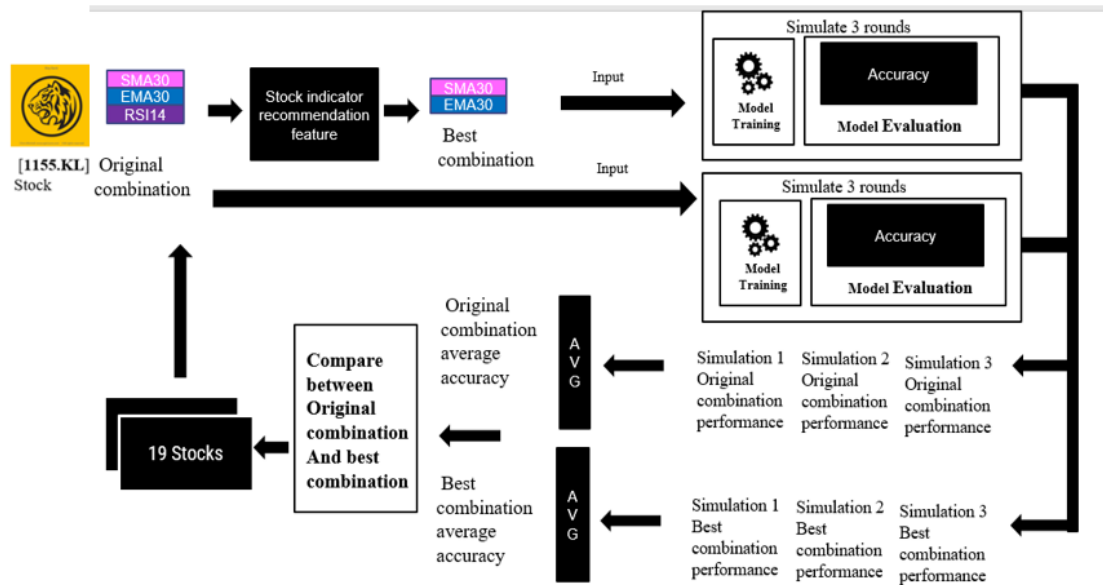 SMA30
EMA30
RSI14
[1155.KL]
Stock
Original
combination
Stock indicator
recommendation
feature
SMA30
EMA30
Best
combination
Input
Simulate 3 rounds
Model
Training
Accuracy
Model Evaluation
Input
Simulate 3 rounds
Model
Training
Accuracy
Model Evaluation
Simulation 1
Original
combination
performance
Simulation 2
Original
combination
performance
Simulation 3
Original
combination
performance
A
V
G
Original
combination
average
accuracy
Simulation 1
Best
combination
performance
Simulation 2
Best
combination
performance
Simulation 3
Best
combination
performance
A
V
G
Best
combination
average
accuracy
Compare
between
Original
combination
And best
combination
19 Stocks